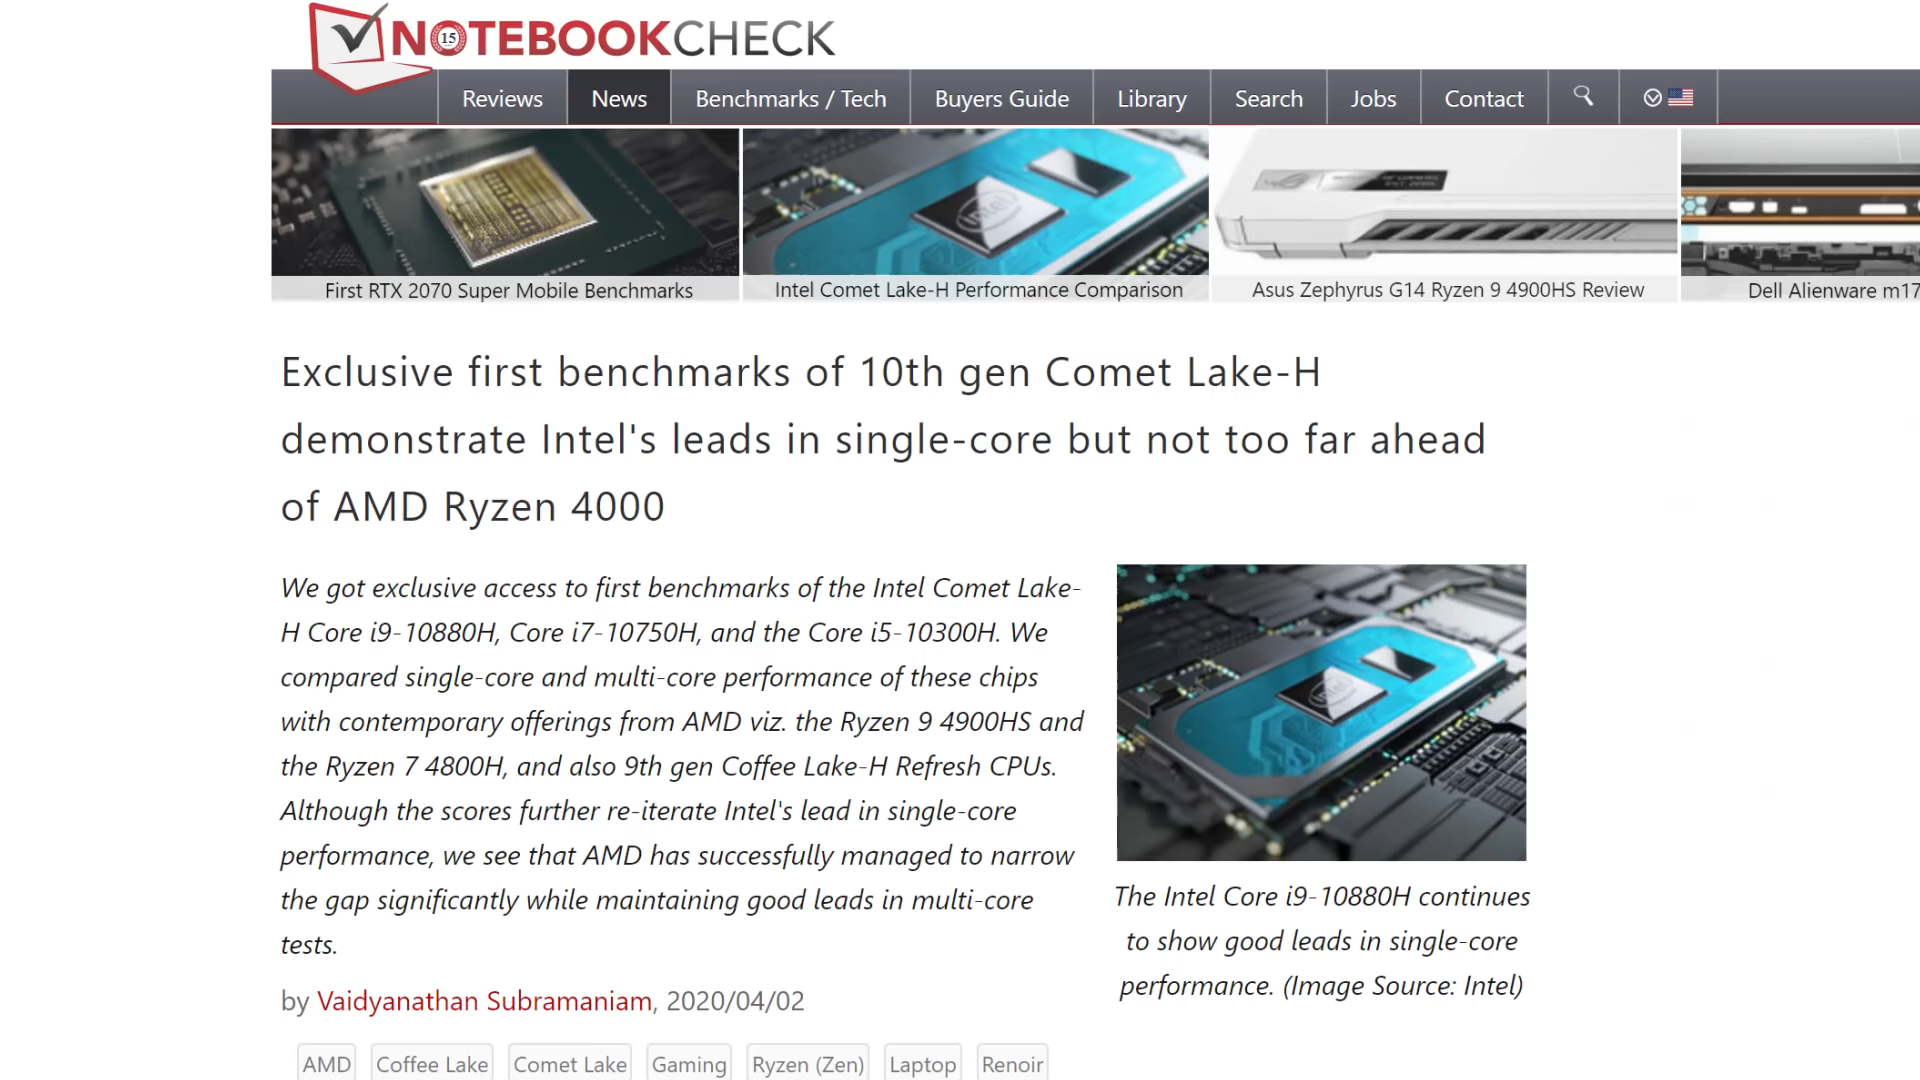 NOTEBOOKCHECK
15
Reviews News Benchmarks / Tech Buyers Guide Library Search Jobs Contact
First RTX 2070 Super Mobile Benchmarks
Intel Comet Lake-H Performance Comparison
Asus Zephyrus G14 Ryzen 9 4900HS Review
Dell Alienware m17
Exclusive first benchmarks of 10th gen Comet Lake-H
demonstrate Intel's leads in single-core but not too far ahead
of AMD Ryzen 4000
We got exclusive access to first benchmarks of the Intel Comet Lake-
H Core i9-10880H, Core i7-10750H, and the Core i5-10300H. We
compared single-core and multi-core performance of these chips
with contemporary offerings from AMD viz. the Ryzen 9 4900HS and
the Ryzen 7 4800H, and also 9th gen Coffee Lake-H Refresh CPUs.
Although the scores further re-iterate Intel's lead in single-core
performance, we see that AMD has successfully managed to narrow
the gap significantly while maintaining good leads in multi-core
tests.
The Intel Core i9-10880H continues
to show good leads in single-core
performance. (Image Source: Intel)
by Vaidyanathan Subramaniam, 2020/04/02
AMD Coffee Lake Comet Lake Gaming Ryzen (Zen) Laptop Renoir